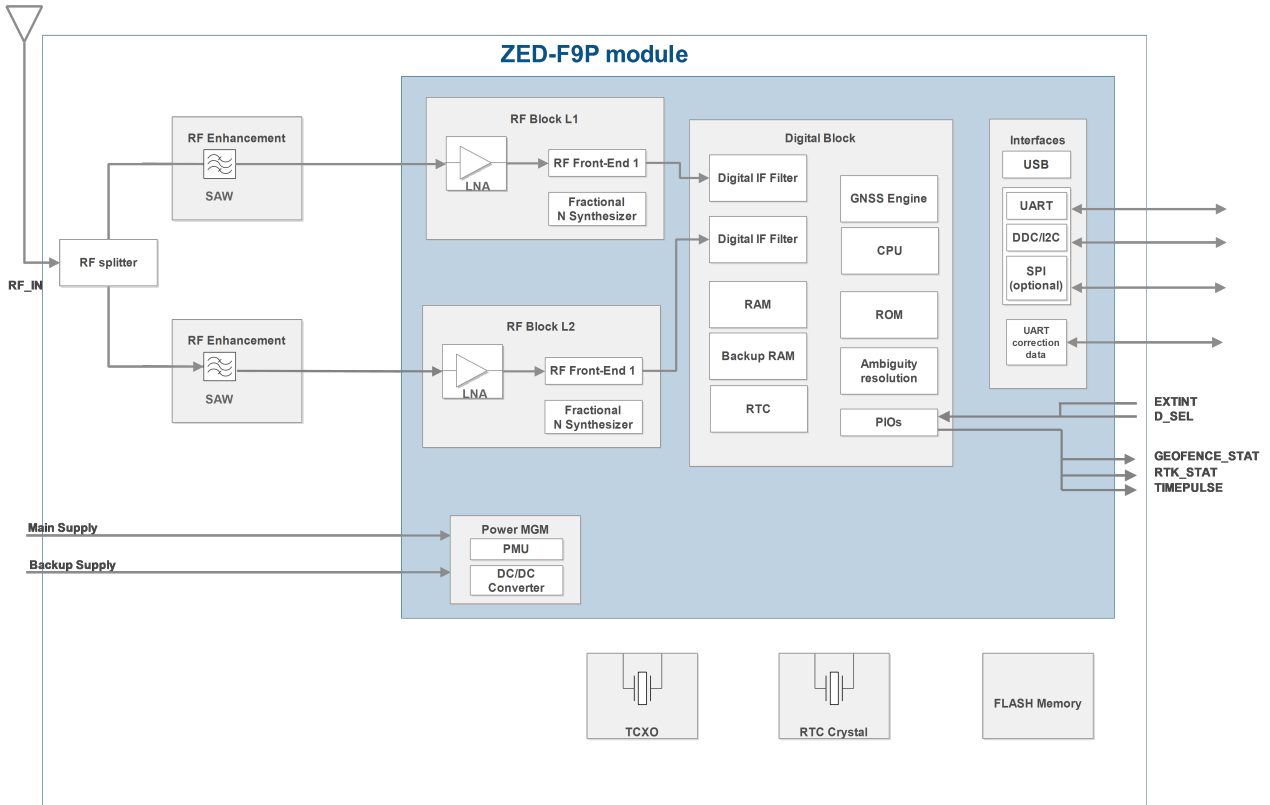 ZED-F9P module
RF_IN
RF splitter
RF Enhancement
SAW
RF Enhancement
SAW
RF Block L1
LNA
RF Front-End 1
Fractional
N Synthesizer
RF Block L2
LNA
RF Front-End 1
Fractional
N Synthesizer
Digital Block
Digital IF Filter
Digital IF Filter
RAM
Backup RAM
RTC
GNSS Engine
CPU
ROM
Ambiguity
resolution
PIOs
Interfaces
USB
UART
DDC/I2C
SPI
(optional)
UART
correction
data
EXTINT
D_SEL
GEOFENCE_STAT
RTK_STAT
TIMEPULSE
Main Supply
Backup Supply
Power MGM
PMU
DC/DC
Converter
TCXO
RTC Crystal
FLASH Memory